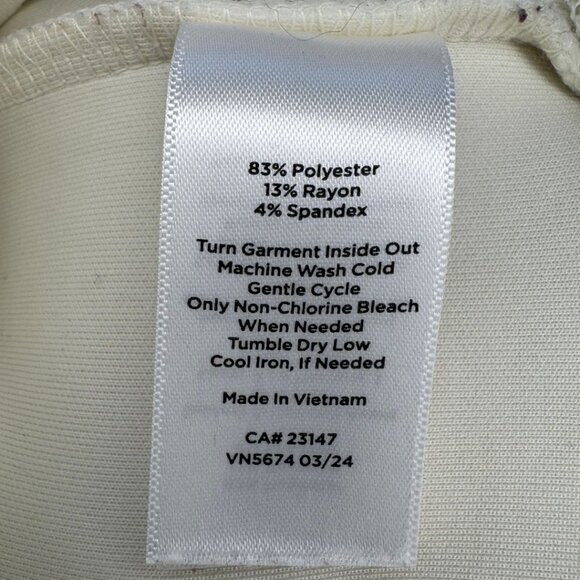 83% Polyester
13% Rayon
4% Spandex
Turn Garment Inside Out
Machine Wash Cold
Gentle Cycle
Only Non-Chlorine Bleach
When Needed
Tumble Dry Low
Cool Iron, If Needed
Made In Vietnam
CA# 23147
VN5674 03/24